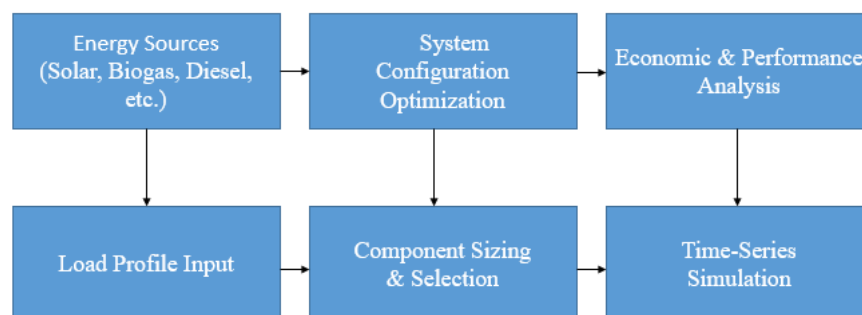 Energy Sources
(Solar, Biogas, Diesel,
etc.)
System
Configuration
Optimization
Economic & Performance
Analysis
Load Profile Input
Component Sizing
& Selection
Time-Series
Simulation